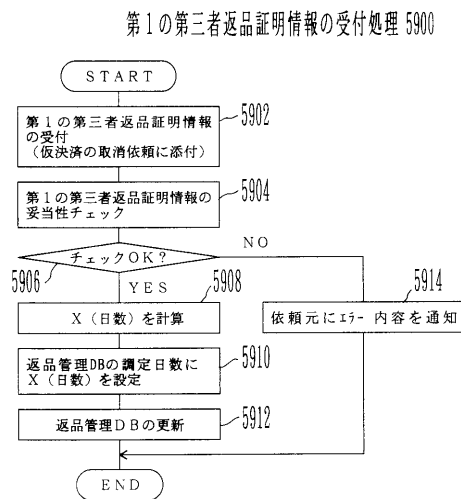 第1の第三者返品証明情報の受付処理 5900
START
第1の第三者返品証明情報
の受付
(仮決済の取消依頼に添付)
5902
第1の第三者返品証明情報の
妥当性チェック
5904
チェックOK?
NO
5906
YES
5908
5914
X(日数)を計算
依頼元にエラー内容を通知
返品管理DBの調定日数に
X(日数)を設定
5910
返品管理DBの更新
5912
END